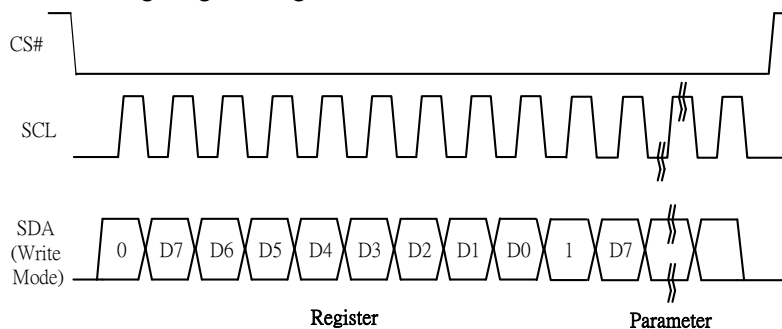 CS#
SCL
SDA
(Write
Mode)
0 D7 D6 D5 D4 D3 D2 D1 D0 1 D7
Register Parameter